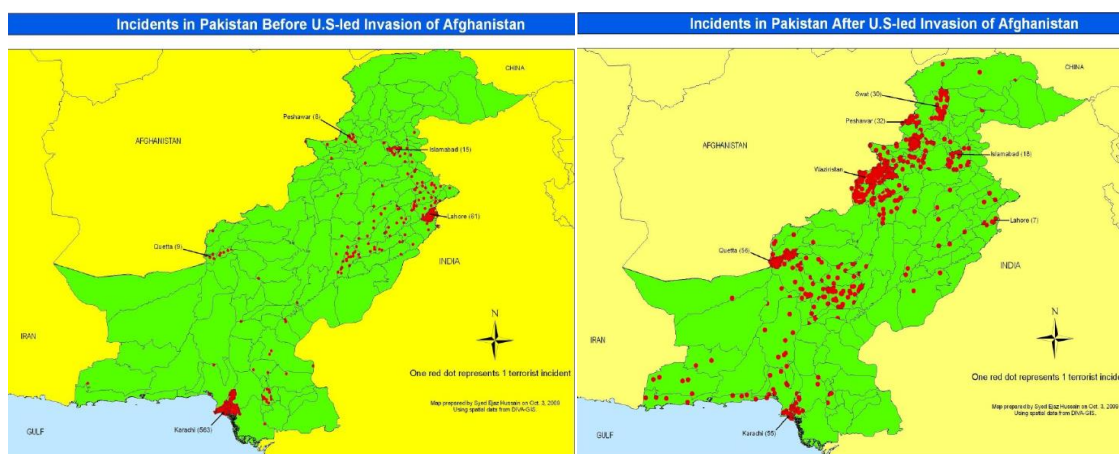 Incidents in Pakistan Before U.S-led Invasion of Afghanistan
CHINA
AFGHANISTAN
Peshawar (8)
Islamabad (15)
Lahore (61)
Quetta (9)
INDIA
IRAN
N
One red dot represents 1 terrorist incident
Map prepared by Syed Ejaz Hussain on Oct. 3, 2009
Using spatial data from DIVA-GIS.
GULF
Karachi (563)
Incidents in Pakistan After U.S-led Invasion of Afghanistan
CHINA
Swat (30)
Peshawar (32)
AFGHANISTAN
Islamabad (18)
Waziristan
Lahore (7)
Quetta (56)
INDIA
N
IRAN
One red dot represents 1 terrorist incident
Map prepared by Syed Ejaz Hussain on Oct. 3, 2009
Using spatial data from DIVA-GIS.
GULF
Karachi (55)